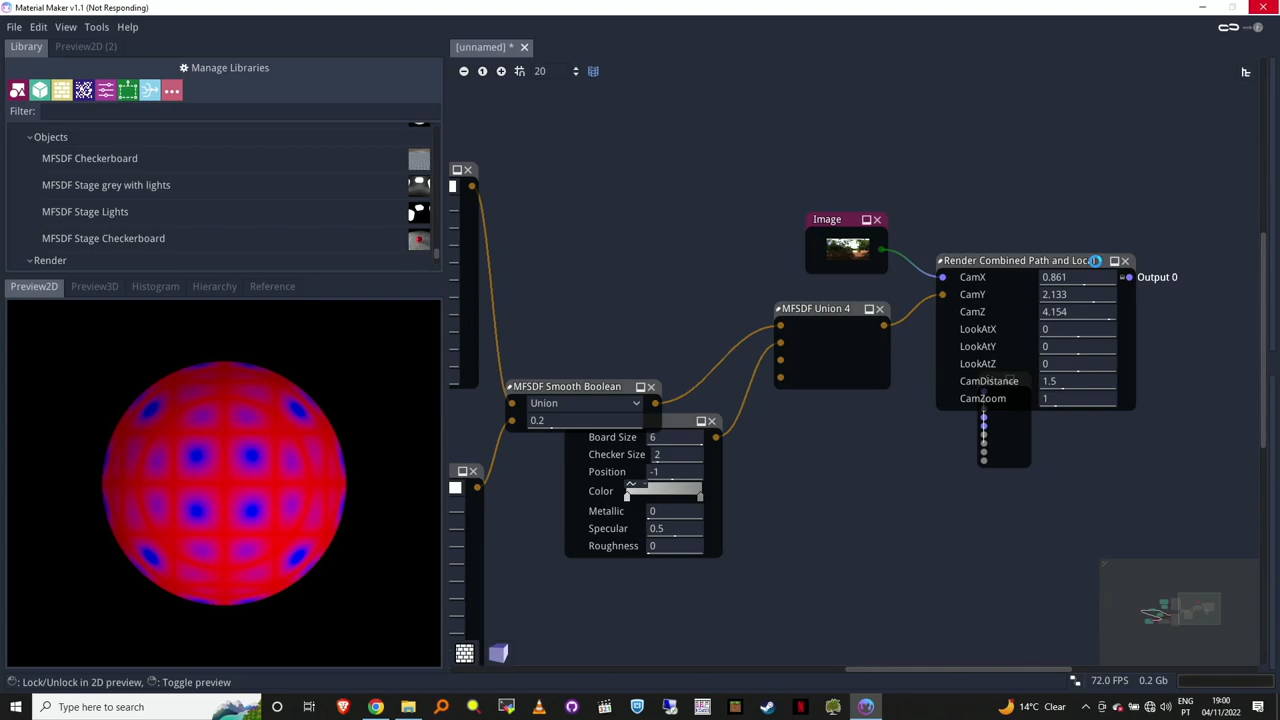 Material Maker v1.1 (Not Responding)
File Edit View Tools Help
Library Preview2D (2)
[unnamed] *
Manage Libraries
20
Filter:
Objects
MFSDF Checkerboard
MFSDF Stage grey with lights
MFSDF Stage Lights
MFSDF Stage Checkerboard
Render
Preview2D Preview3D Histogram Hierarchy Reference
Image
Render Combined Path and Loca
CamX 0.861 Output 0
CamY 2.133
CamZ 4.154
LookAtX 0
LookAtY 0
LookAtZ 0
CamDistance 1.5
CamZoom 1
MFSDF Union 4
MFSDF Smooth Boolean
Union
0.2
Board Size 6
Checker Size 2
Position -1
Color
Metallic 0
Specular 0.5
Roughness 0
: Lock/Unlock in 2D preview, : Toggle preview
72.0 FPS 0.2 Gb
Type here to search
14°C Clear
ENG
PT
19:00
04/11/2022